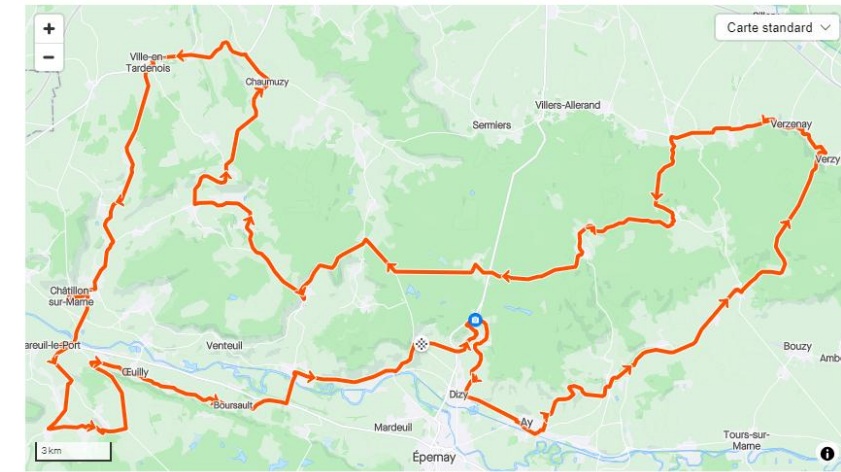 +
Carte standard
−
Ville-en-
Tardenois
Chaumuzy
Villers-Allerand
Sermiers
Verzenay
Verzy
Châtillon-
sur-Marne
areuil-le-Port
Venteuil
Bouzy
Œuilly
Ambo
Boursault
Dizy
Mardeuil
Ay
Tours-sur-
Marne
3 km
Épernay
i